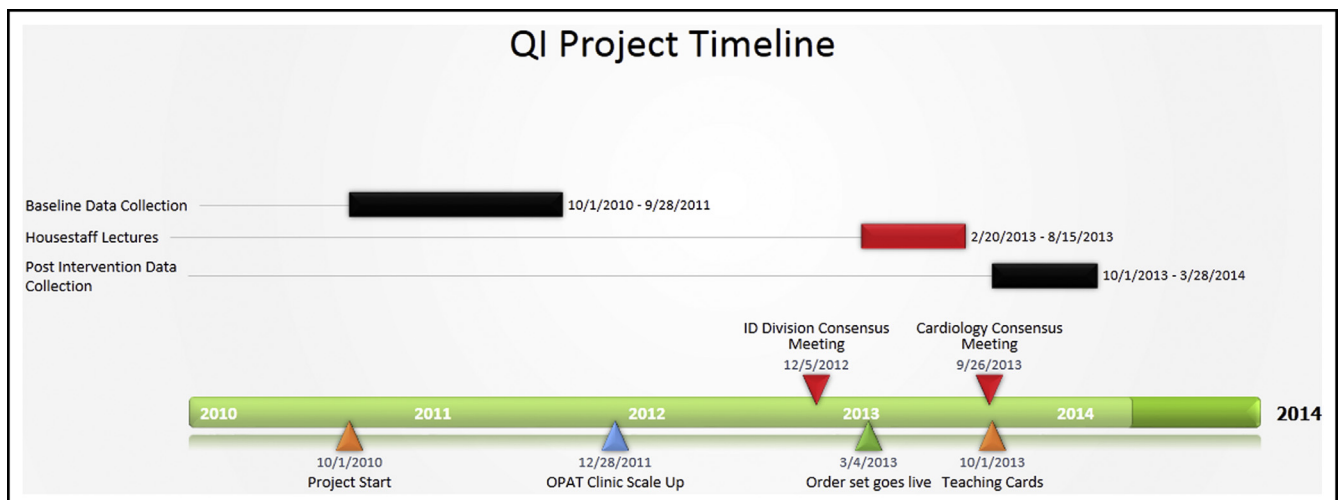 QI Project Timeline
Baseline Data Collection
10/1/2010 - 9/28/2011
Housestaff Lectures
2/20/2013 - 8/15/2013
Post Intervention Data
Collection
10/1/2013 - 3/28/2014
ID Division Consensus
Meeting
12/5/2012
Cardiology Consensus
Meeting
9/26/2013
2010 2011 2012 2013 2014 2014
10/1/2010
Project Start
12/28/2011
OPAT Clinic Scale Up
3/4/2013
Order set goes live
10/1/2013
Teaching Cards